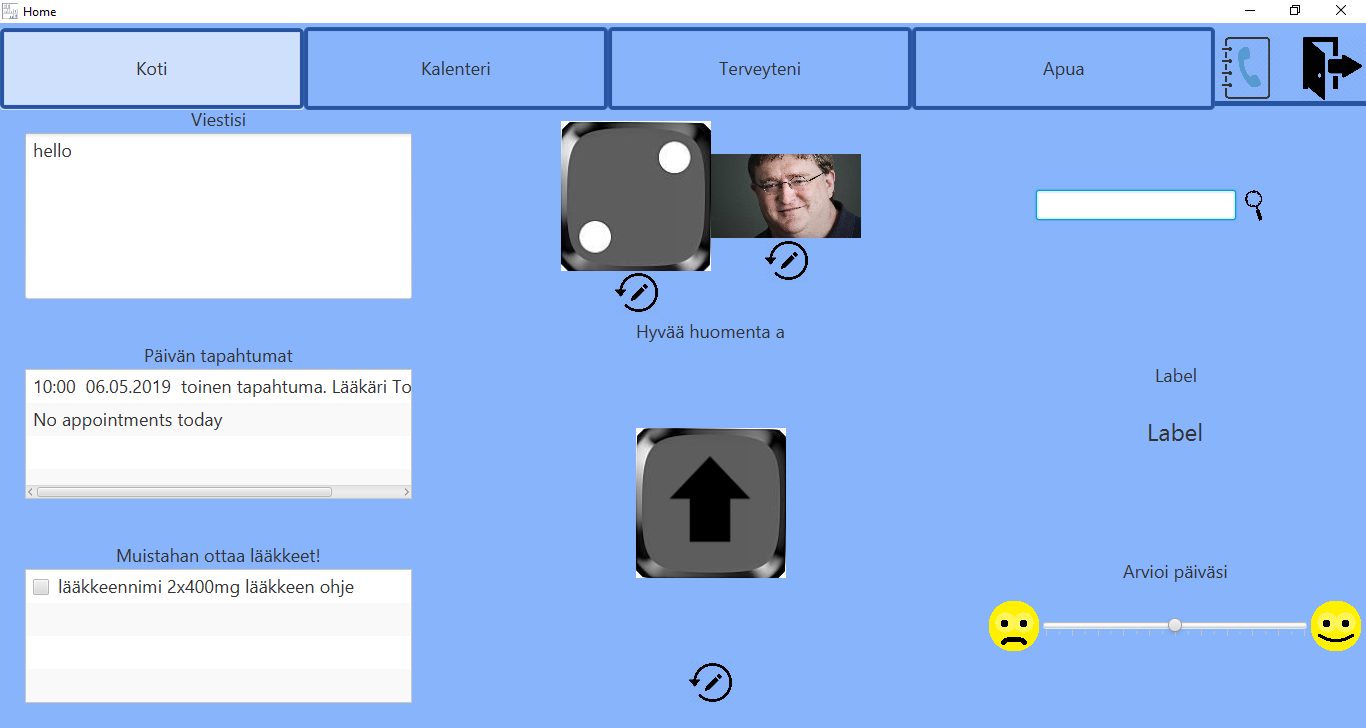 Home
Koti
Kalenteri
Terveyteni
Apua
Viestisi
hello
Hyvää huomenta a
Päivän tapahtumat
10:00 06.05.2019 toinen tapahtuma. Lääkäri To
No appointments today
Label
Label
Muistahan ottaa lääkkeet!
lääkkeennimi 2x400mg lääkkeen ohje
Arvioi päiväsi